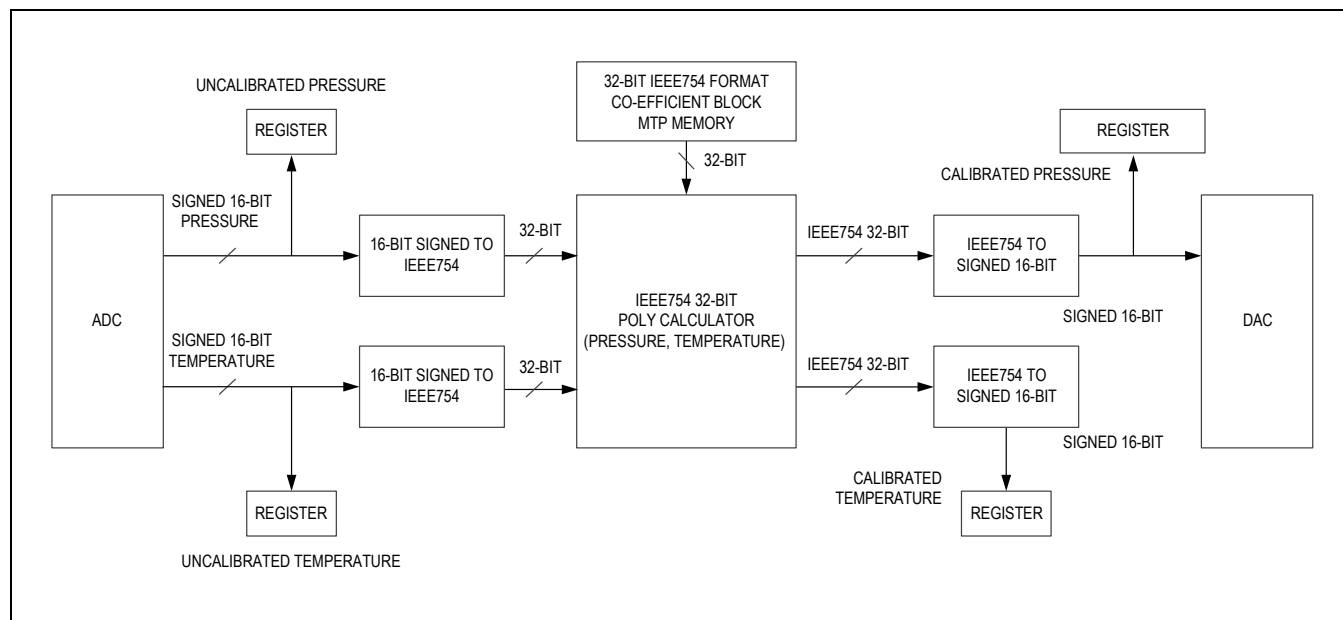 UNCALIBRATED PRESSURE
REGISTER
32-BIT IEEE754 FORMAT
CO-EFFICIENT BLOCK
MTP MEMORY
32-BIT
REGISTER
CALIBRATED PRESSURE
ADC
SIGNED 16-BIT
PRESSURE
16-BIT SIGNED TO
IEEE754
32-BIT
IEEE754 32-BIT
POLY CALCULATOR
(PRESSURE, TEMPERATURE)
IEEE754 32-BIT
IEEE754 TO
SIGNED 16-BIT
SIGNED 16-BIT
DAC
SIGNED 16-BIT
TEMPERATURE
16-BIT SIGNED TO
IEEE754
32-BIT
IEEE754 32-BIT
IEEE754 TO
SIGNED 16-BIT
SIGNED 16-BIT
REGISTER
UNCALIBRATED TEMPERATURE
CALIBRATED
TEMPERATURE
REGISTER